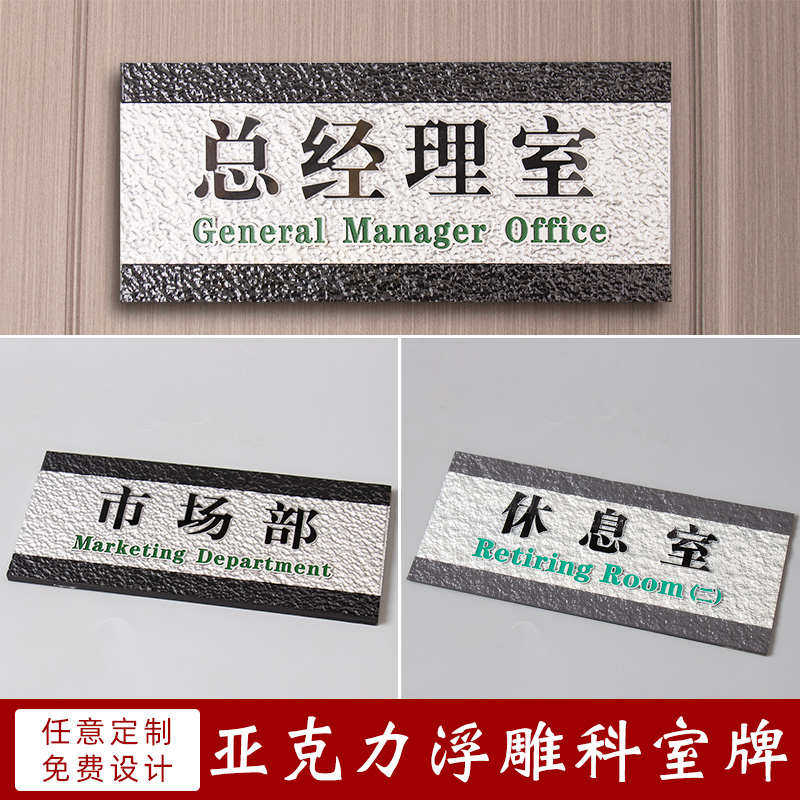 总经理室
General Manager Office
市场部
Marketing Department
休息室
Retiring Room(二)
任意定制
免费设计
亚克力浮雕科室牌